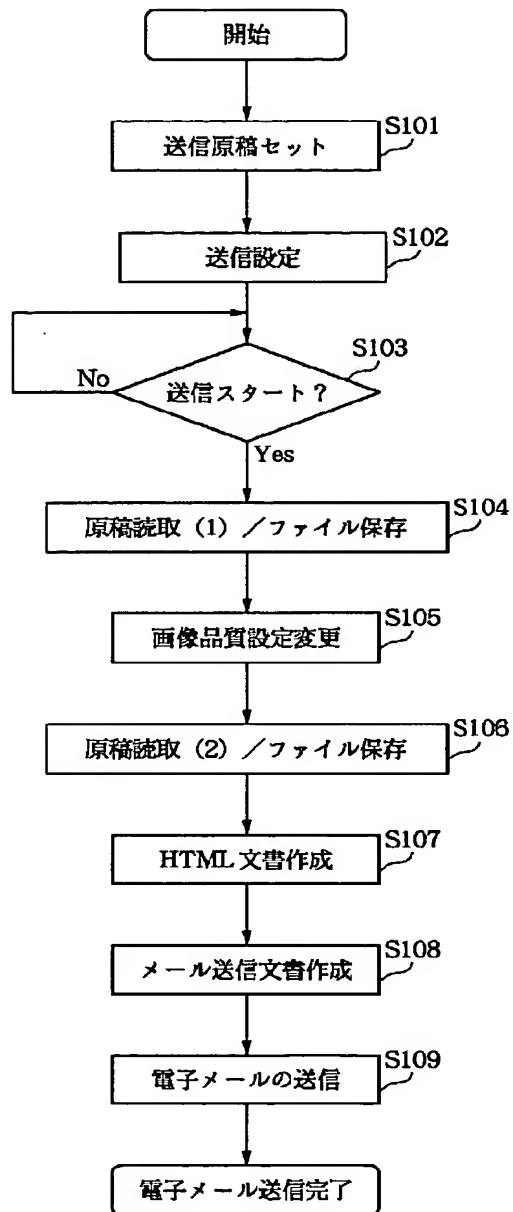 開始
S101
送信原稿セット
S102
送信設定
S103
送信スタート？
No
Yes
S104
原稿読取（1）／ファイル保存
S105
画像品質設定変更
S106
原稿読取（2）／ファイル保存
S107
HTML文書作成
S108
メール送信文書作成
S109
電子メールの送信
電子メール送信完了